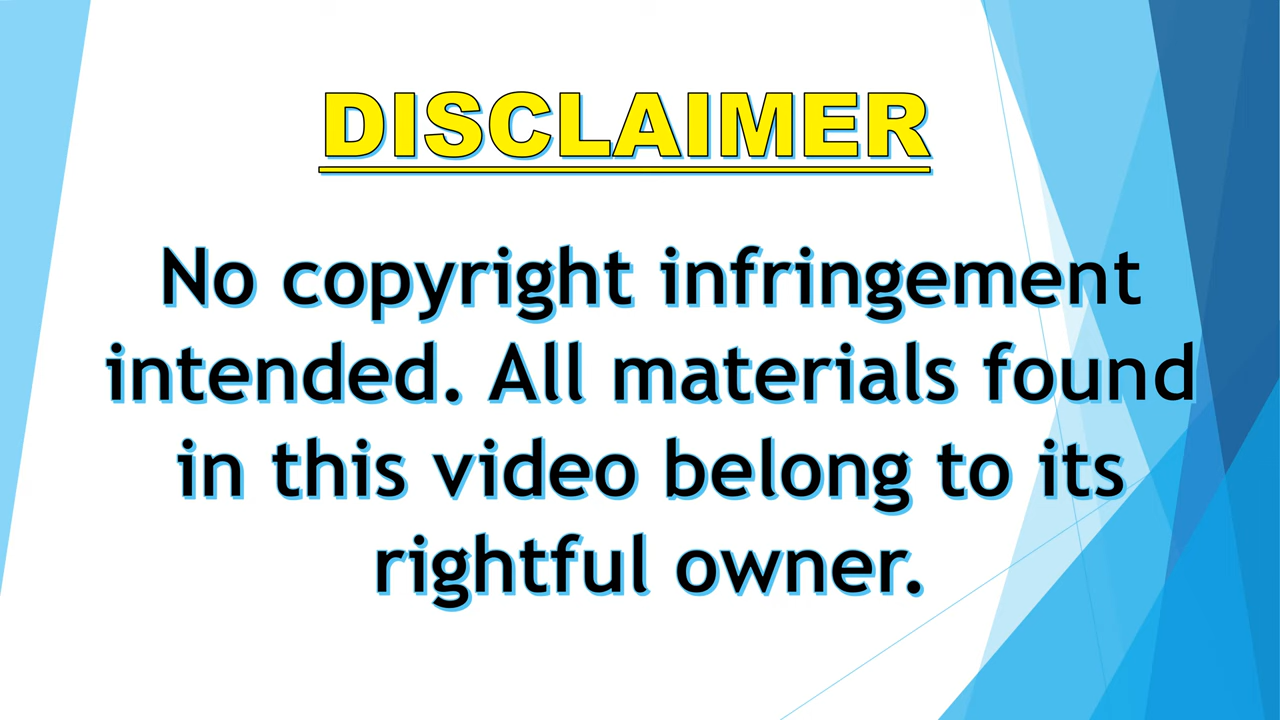 DISCLAIMER
No copyright infringement
intended. All materials found
in this video belong to its
rightful owner.